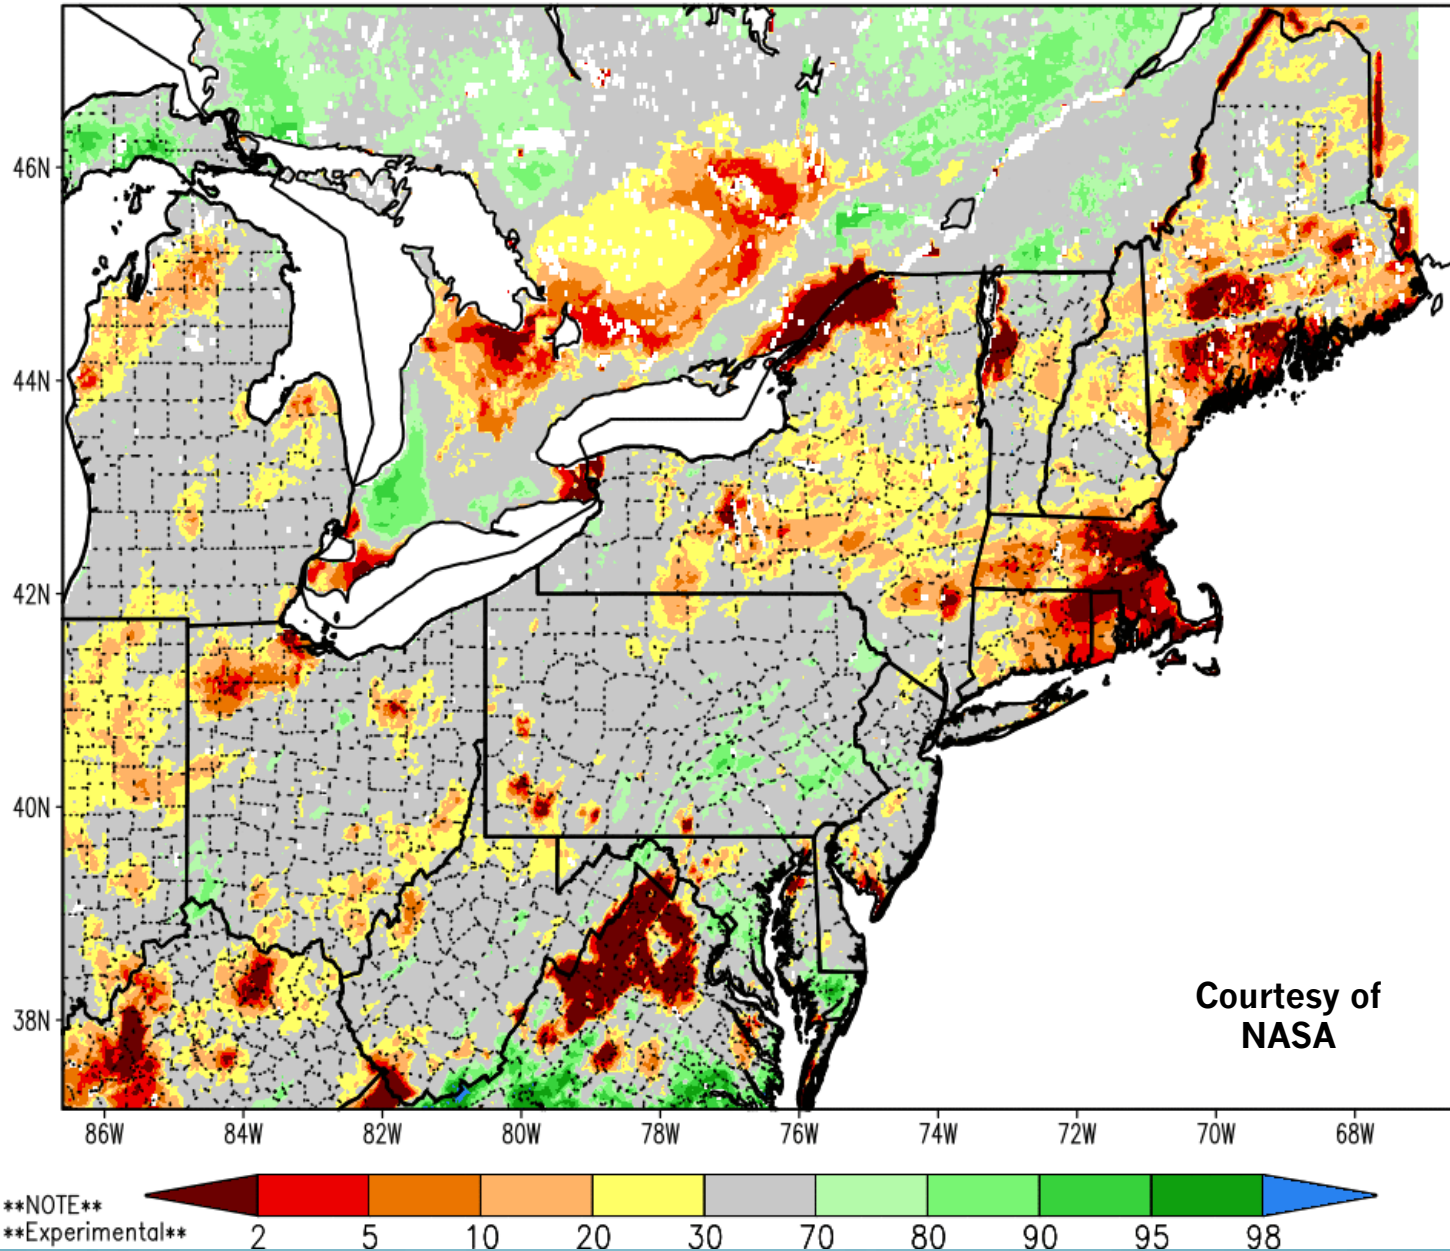 46N
44N
42N
40N
38N
Courtesy of
NASA
86W 84W 82W 80W 78W 76W 74W 72W 70W 68W
**NOTE**
**Experimental** 2 5 10 20 30 70 80 90 95 98